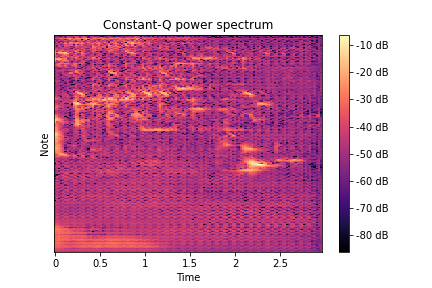 Constant-Q power spectrum
Note
-10 dB
-20 dB
-30 dB
-40 dB
-50 dB
-60 dB
-70 dB
-80 dB
0 0.5 1 1.5 2 2.5
Time